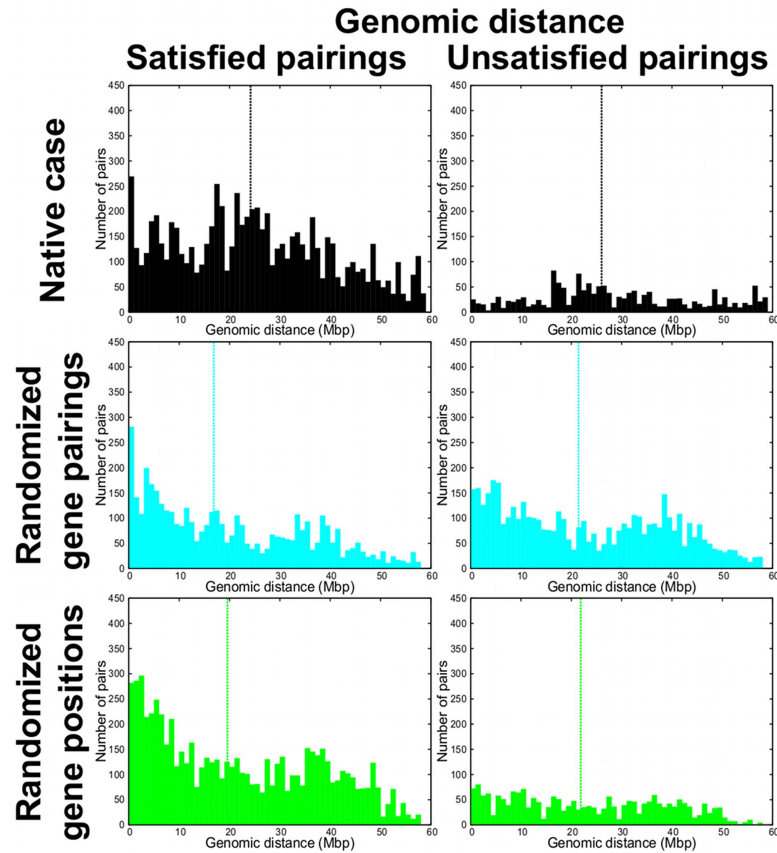 Genomic distance
Satisfied pairings Unsatisfied pairings
Native case
Number of pairs
450
400
350
300
250
200
150
100
50
0
0 10 20 30 40 50 60
Genomic distance (Mbp)
Number of pairs
450
400
350
300
250
200
150
100
50
0
0 10 20 30 40 50 60
Genomic distance (Mbp)
Randomized
gene pairings
Number of pairs
450
400
350
300
250
200
150
100
50
0
0 10 20 30 40 50 60
Genomic distance (Mbp)
Number of pairs
450
400
350
300
250
200
150
100
50
0
0 10 20 30 40 50 60
Genomic distance (Mbp)
Randomized
gene positions
Number of pairs
450
400
350
300
250
200
150
100
50
0
0 10 20 30 40 50 60
Genomic distance (Mbp)
Number of pairs
450
400
350
300
250
200
150
100
50
0
0 10 20 30 40 50 60
Genomic distance (Mbp)